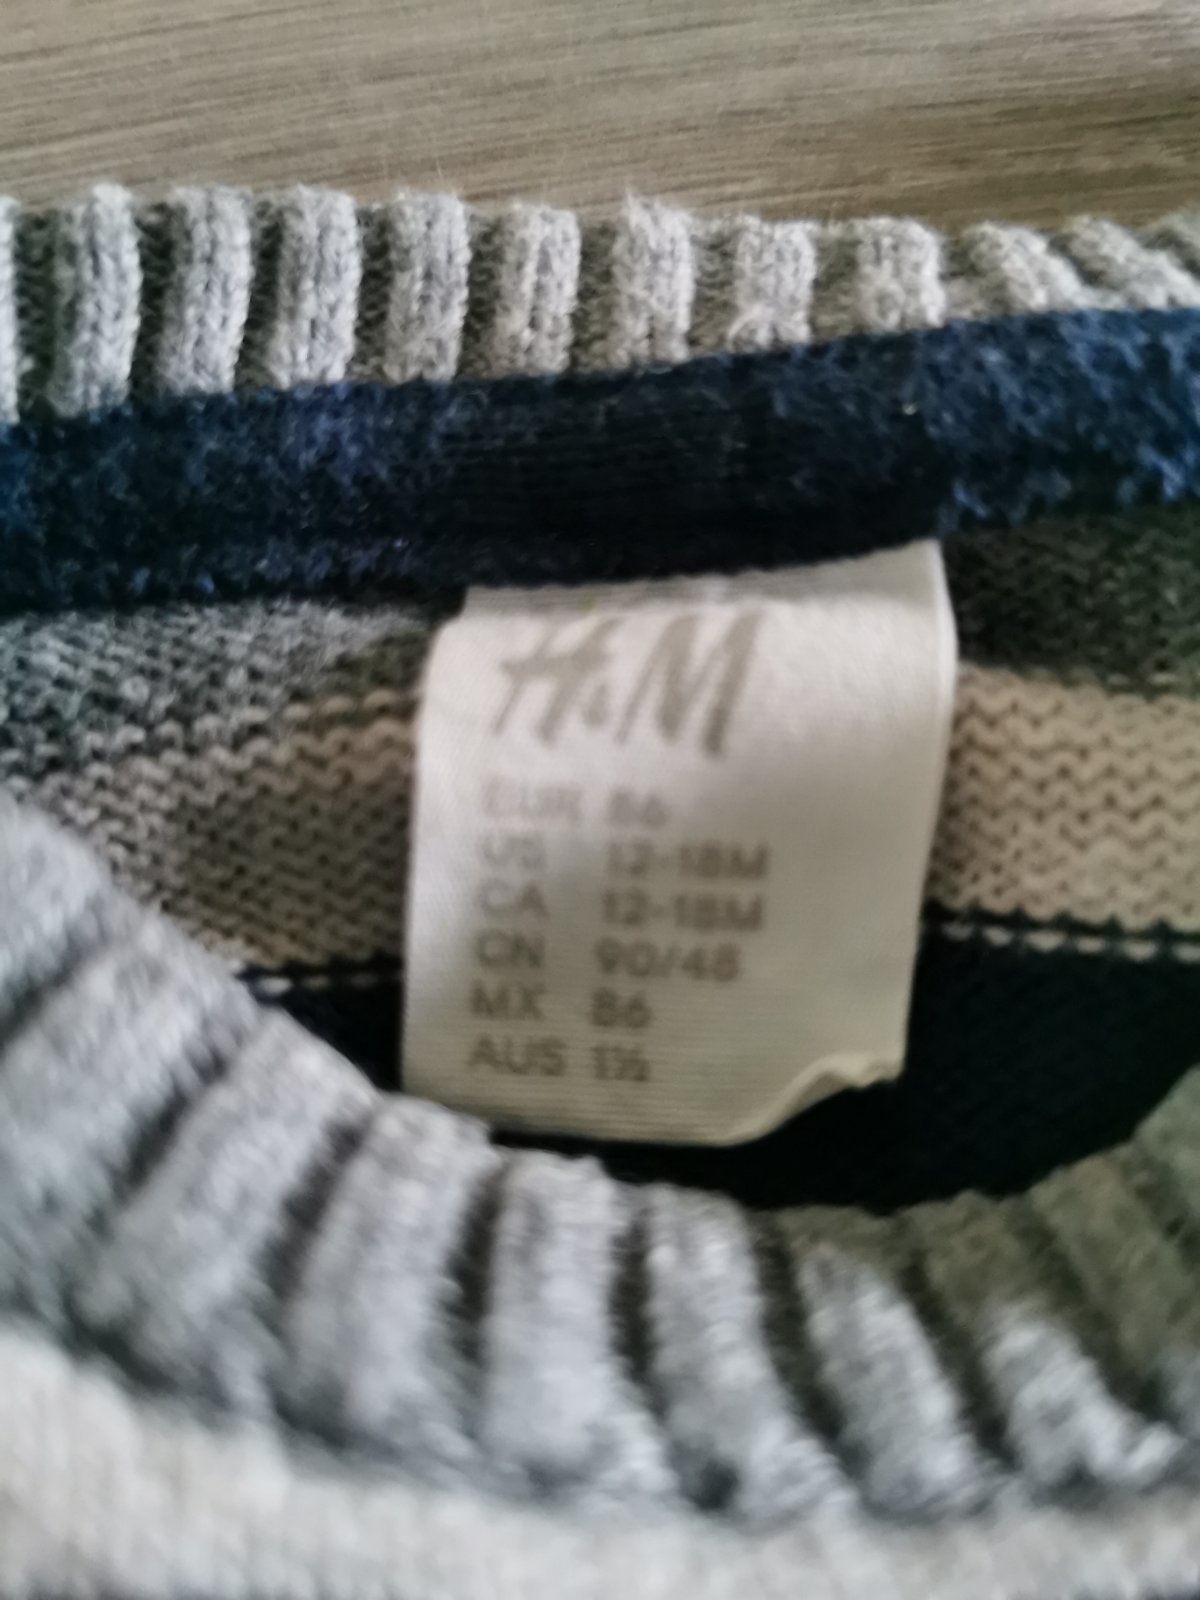 H&M
EUR 86
US 12-18M
CA 12-18M
CN 90/48
MX 86
AUS 1½